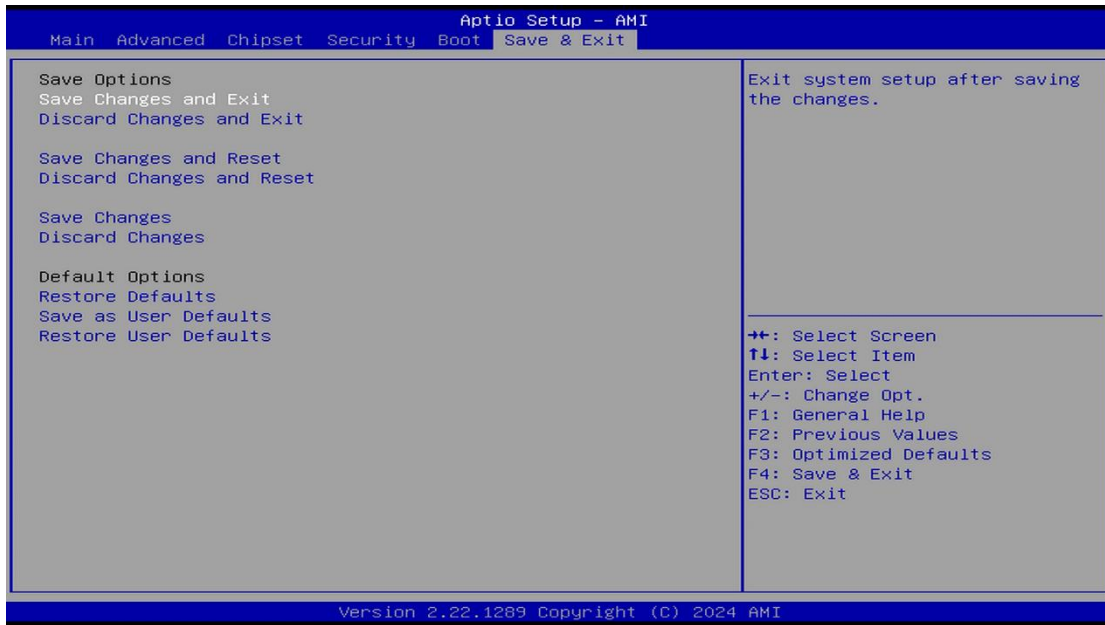 Aptio Setup – AMI
Main Advanced Chipset Security Boot Save & Exit
Save Options
Save Changes and Exit
Discard Changes and Exit
Save Changes and Reset
Discard Changes and Reset
Save Changes
Discard Changes
Default Options
Restore Defaults
Save as User Defaults
Restore User Defaults
Exit system setup after saving
the changes.
→←: Select Screen
↑↓: Select Item
Enter: Select
+/-: Change Opt.
F1: General Help
F2: Previous Values
F3: Optimized Defaults
F4: Save & Exit
ESC: Exit
Version 2.22.1289 Copyright (C) 2024 AMI